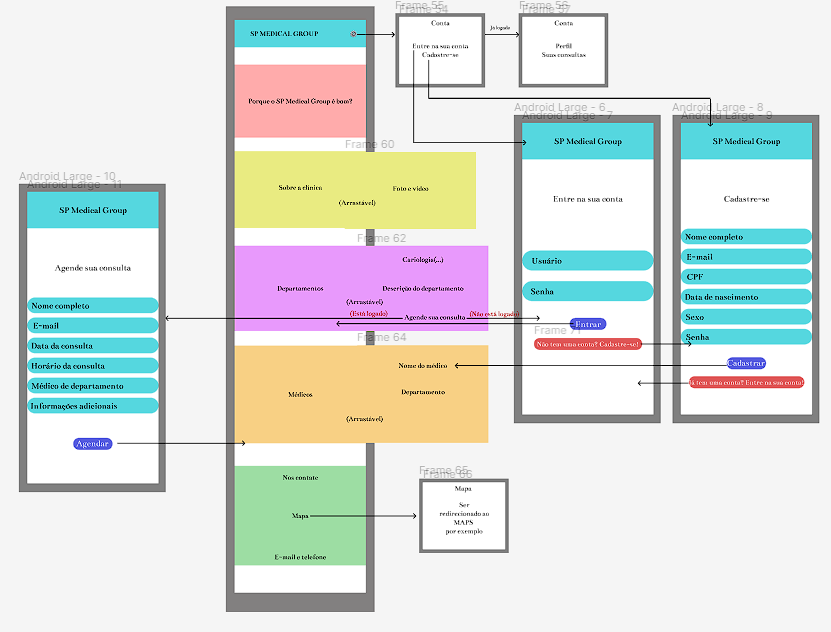 Frame 55
Frame 54
Conta
Entre na sua conta
Cadastre-se
Já logado
Frame 56
Frame 57
Conta
Perfil
Suas consultas
SP MEDICAL GROUP
Porque o SP Medical Group é bom?
Frame 60
Sobre a clínica
Foto e vídeo
(Arrastável)
Frame 62
Cariologia(...)
Departamentos
Descrição do departamento
(Arrastável)
(Está logado)
Agende sua consulta
(Não está logado)
Frame 64
Nome do médico
Médicos
Departamento
(Arrastável)
Nos contate
Mapa
E-mail e telefone
Frame 65
Frame 66
Mapa
Ser
redirecionado ao
MAPS
por exemplo
Android Large - 10
Android Large - 11
SP Medical Group
Agende sua consulta
Nome completo
E-mail
Data da consulta
Horário da consulta
Médico de departamento
Informações adicionais
Agendar
Android Large - 6
Android Large - 7
SP Medical Group
Entre na sua conta
Usuário
Senha
Entrar
Não tem uma conta? Cadastre-se!
Android Large - 8
Android Large - 9
SP Medical Group
Cadastre-se
Nome completo
E-mail
CPF
Data de nascimento
Sexo
Senha
Cadastrar
Já tem uma conta? Entre na sua conta!